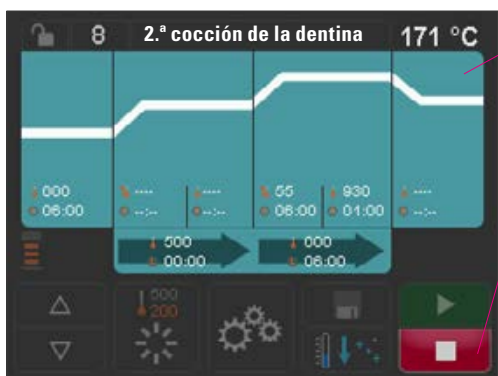 8 2.ª cocción de la dentina 171 °C
000 ---- ---- 55 930 ----
06:00 --:-- --:-- 06:00 01:00 --:--
500 000
00:00 06:00
500
200